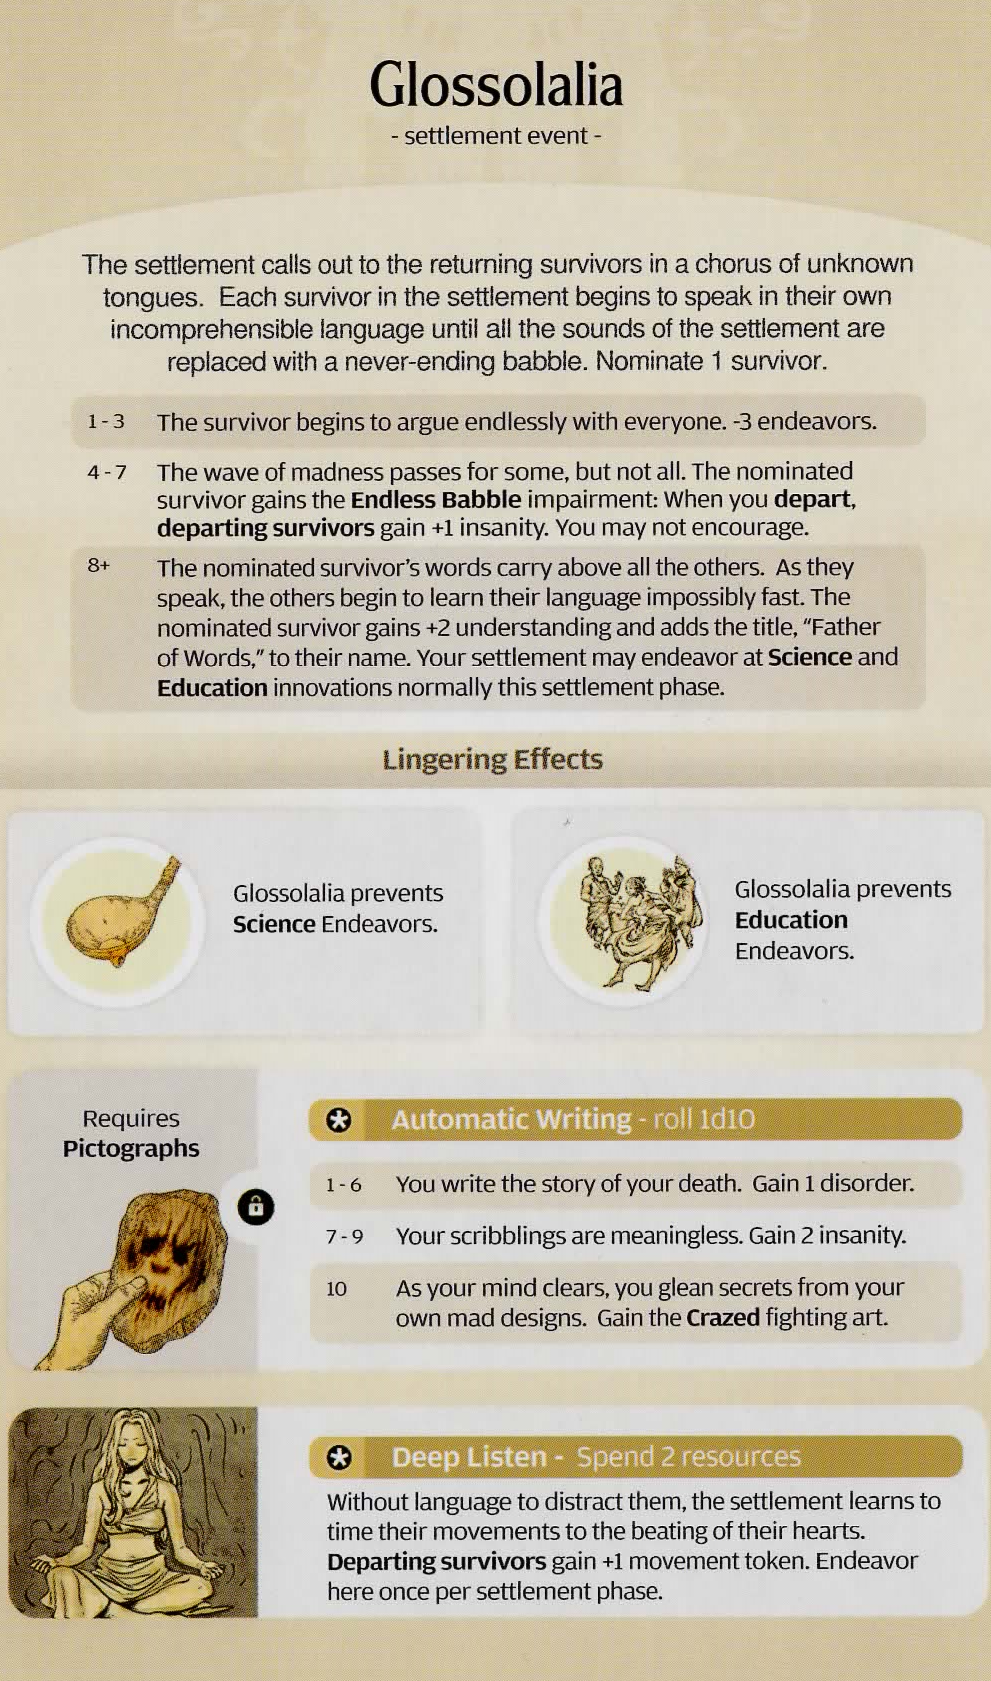 Glossolalia
- settlement event -
The settlement calls out to the returning survivors in a chorus of unknown
tongues. Each survivor in the settlement begins to speak in their own
incomprehensible language until all the sounds of the settlement are
replaced with a never-ending babble. Nominate 1 survivor.
1 - 3 The survivor begins to argue endlessly with everyone. -3 endeavors.
4 - 7 The wave of madness passes for some, but not all. The nominated
survivor gains the Endless Babble impairment: When you depart,
departing survivors gain +1 insanity. You may not encourage.
8+ The nominated survivor's words carry above all the others. As they
speak, the others begin to learn their language impossibly fast. The
nominated survivor gains +2 understanding and adds the title, "Father
of Words," to their name. Your settlement may endeavor at Science and
Education innovations normally this settlement phase.
Lingering Effects
Glossolalia prevents
Science Endeavors.
Glossolalia prevents
Education
Endeavors.
Requires
Pictographs
Automatic Writing - roll 1d10
1 - 6 You write the story of your death. Gain 1 disorder.
7 - 9 Your scribblings are meaningless. Gain 2 insanity.
10 As your mind clears, you glean secrets from your
own mad designs. Gain the Crazed fighting art.
Deep Listen - Spend 2 resources
Without language to distract them, the settlement learns to
time their movements to the beating of their hearts.
Departing survivors gain +1 movement token. Endeavor
here once per settlement phase.